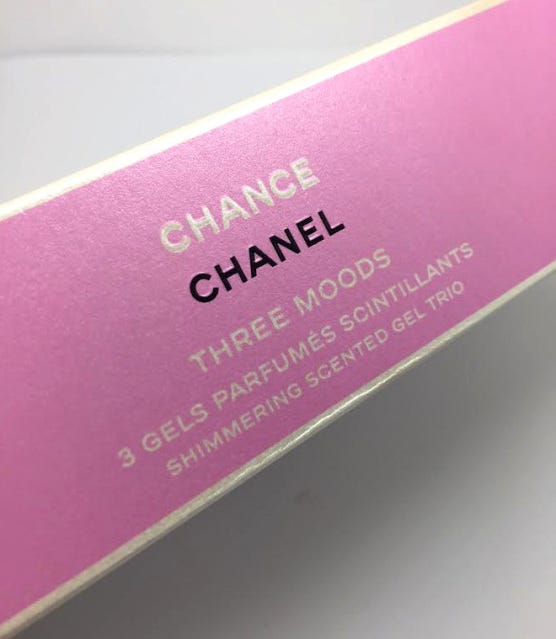 CHANCE
CHANEL
THREE MOODS
3 GELS PARFUMÉS SCINTILLANTS
SHIMMERING SCENTED GEL TRIO